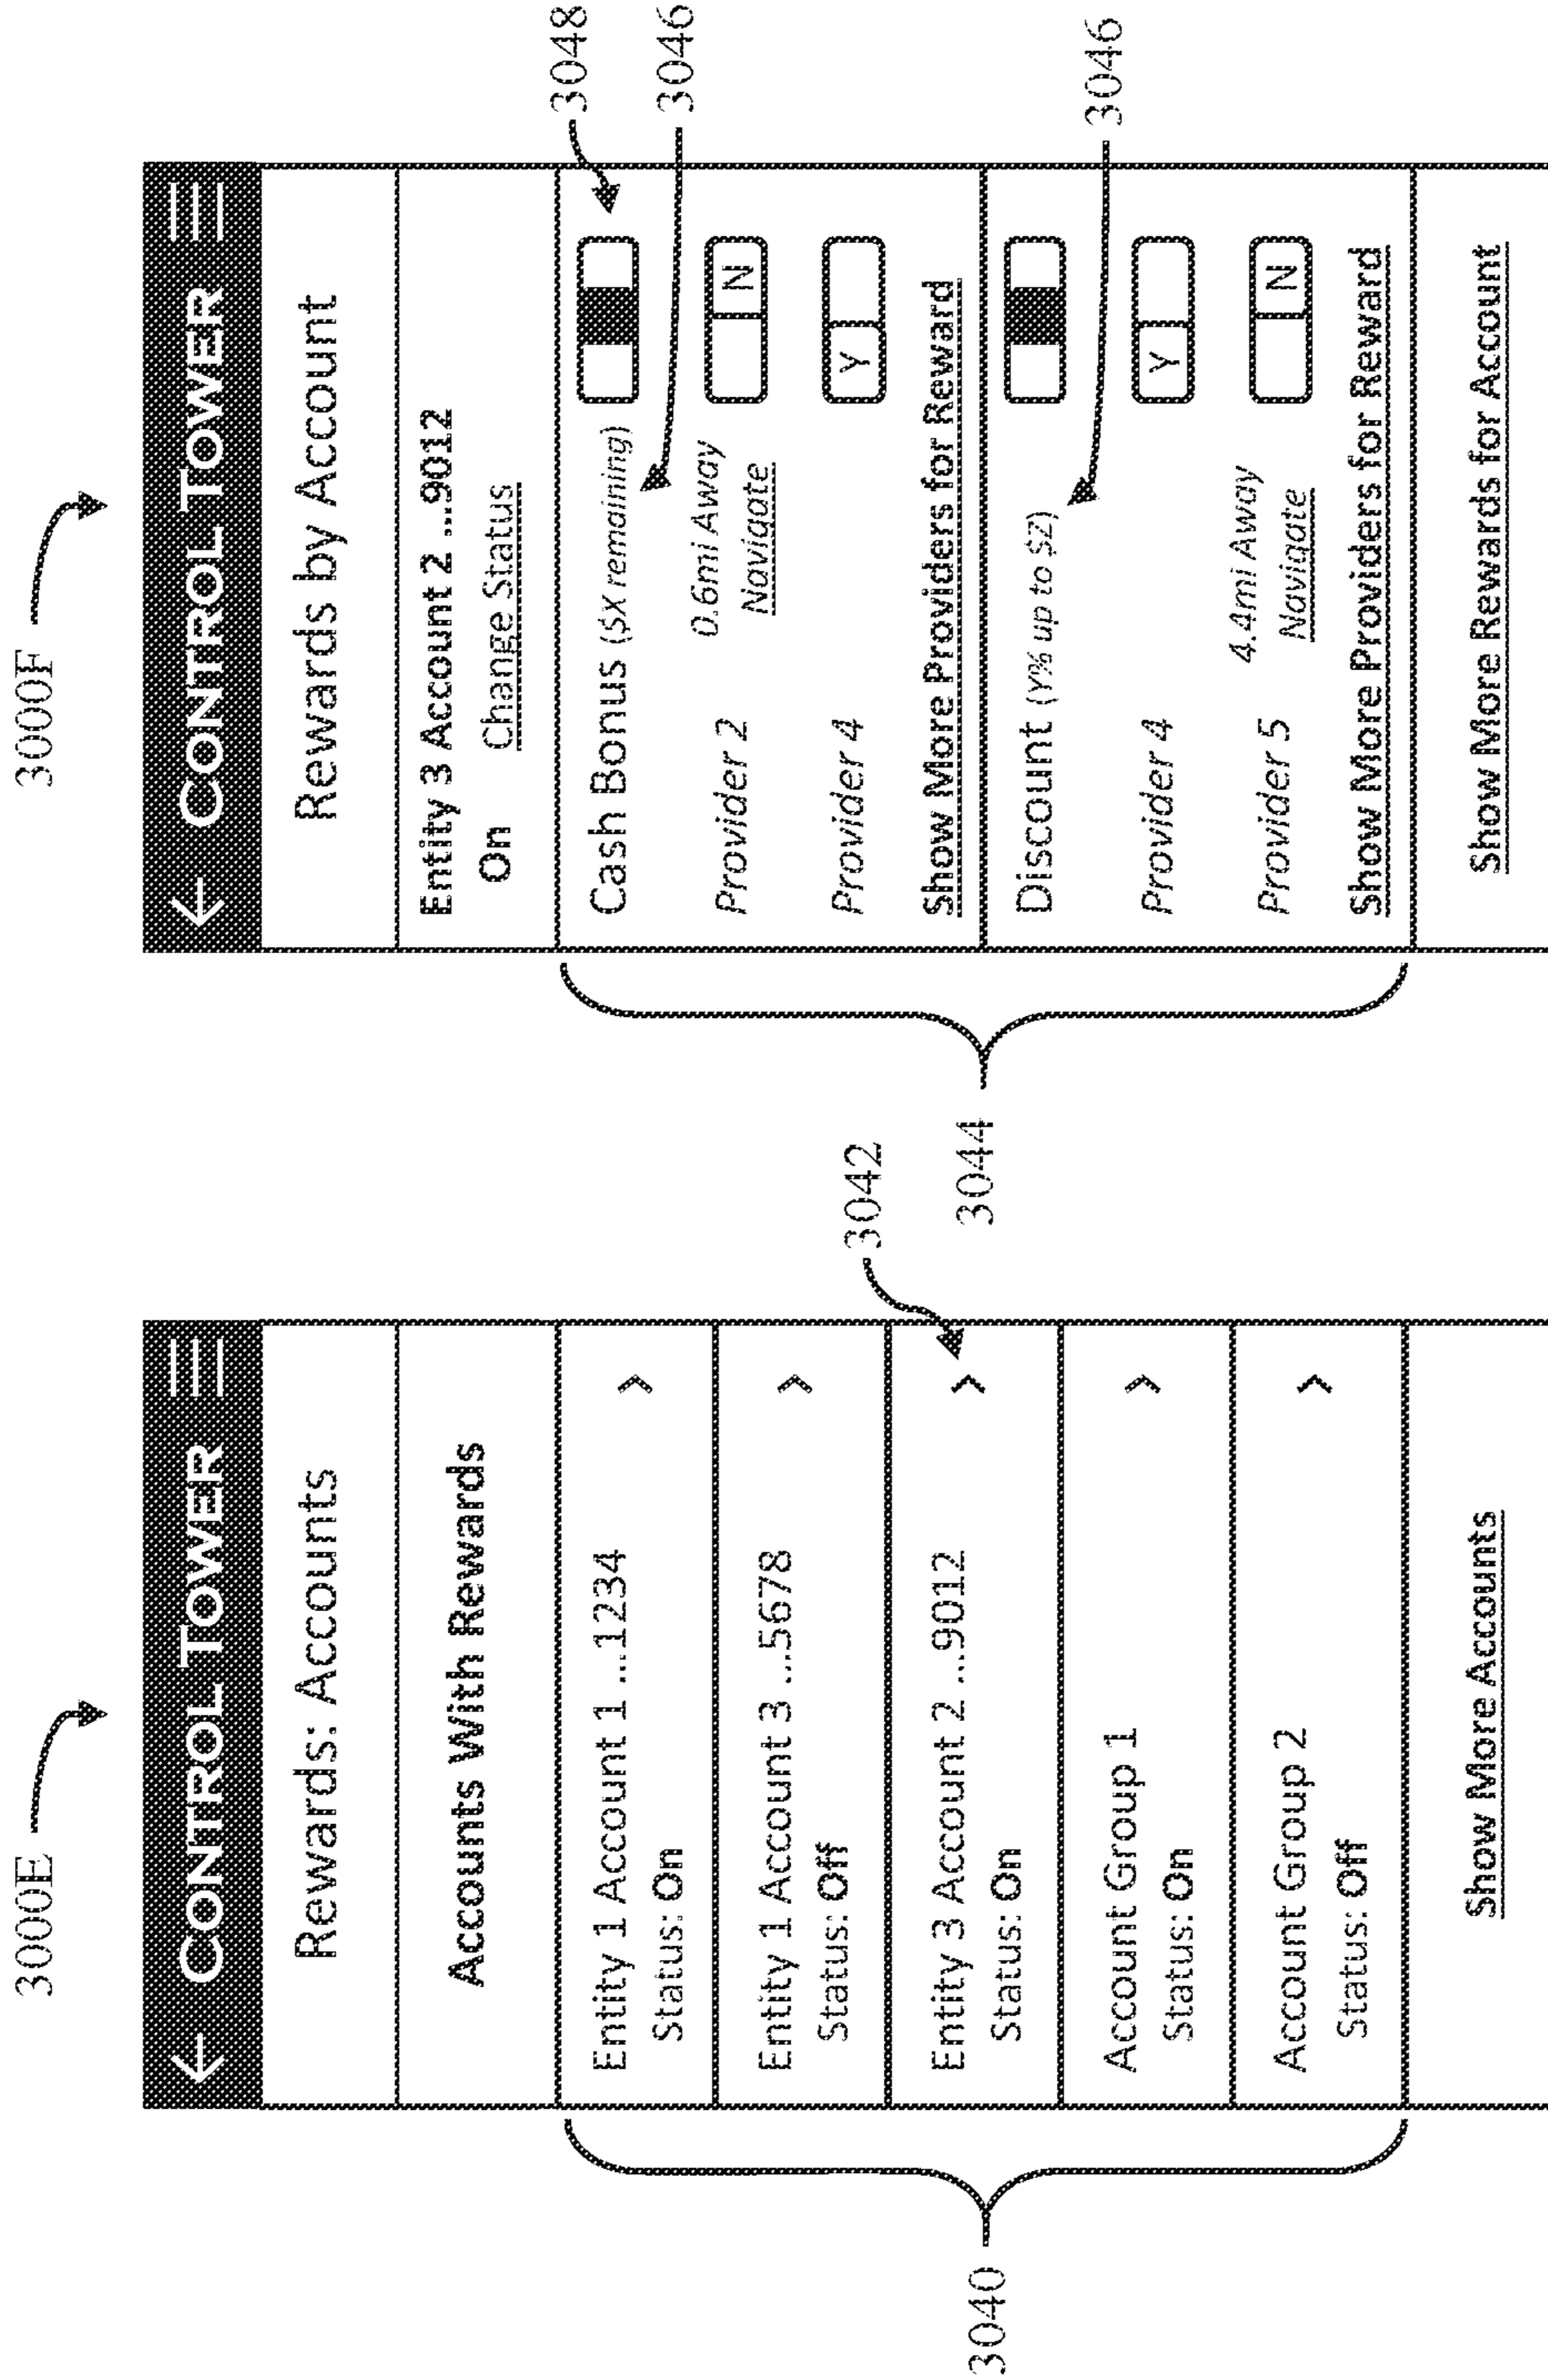 3000E
← CONTROL TOWER
Rewards: Accounts
Accounts With Rewards
Entity 1 Account 1 ...1234 >
Status: On
Entity 1 Account 3 ...5678 >
Status: Off
Entity 3 Account 2 ...9012 >
Status: On
Account Group 1 >
Status: On
Account Group 2 >
Status: Off
Show More Accounts
3040
3042
3000F
← CONTROL TOWER
Rewards by Account
Entity 3 Account 2 ...9012
On Change Status
Cash Bonus ($X remaining)
Provider 2 0.6mi Away N
Navigate
Provider 4 Y
Show More Providers for Reward
Discount (Y% up to $Z)
Provider 4 Y
Provider 5 4.4mi Away N
Navigate
Show More Providers for Reward
Show More Rewards for Account
3044
3048
3046
3046